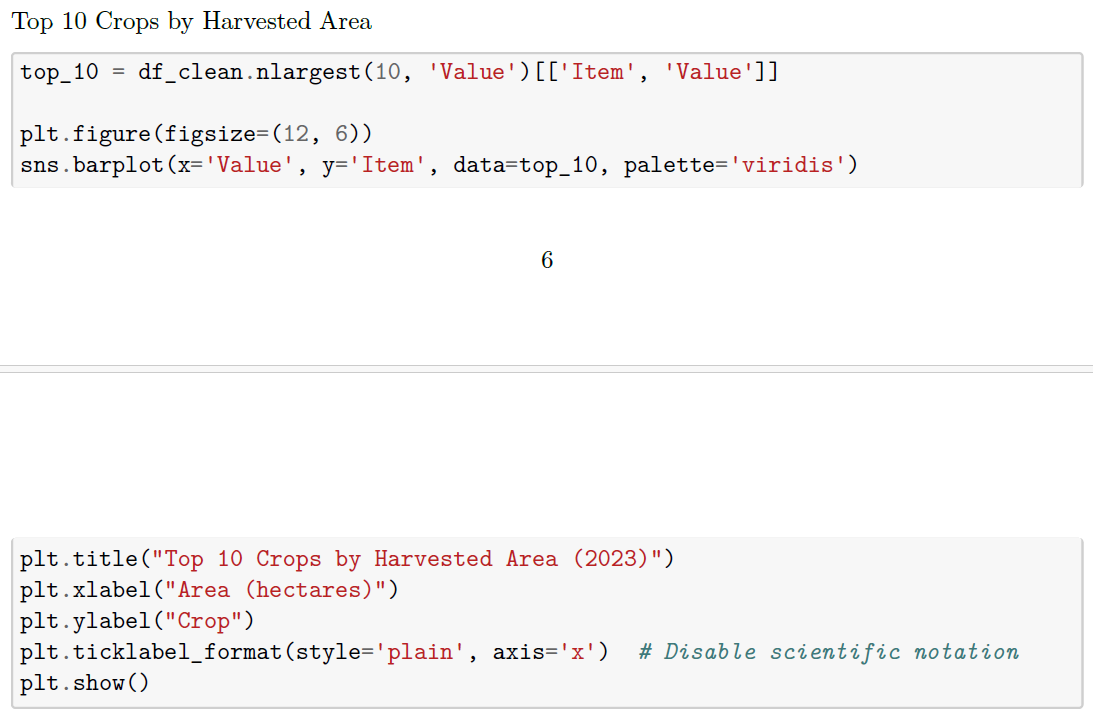 Top 10 Crops by Harvested Area
top_10 = df_clean.nlargest(10, 'Value')[['Item', 'Value']]
plt.figure(figsize=(12, 6))
sns.barplot(x='Value', y='Item', data=top_10, palette='viridis')
6
plt.title("Top 10 Crops by Harvested Area (2023)")
plt.xlabel("Area (hectares)")
plt.ylabel("Crop")
plt.ticklabel_format(style='plain', axis='x')  # Disable scientific notation
plt.show()